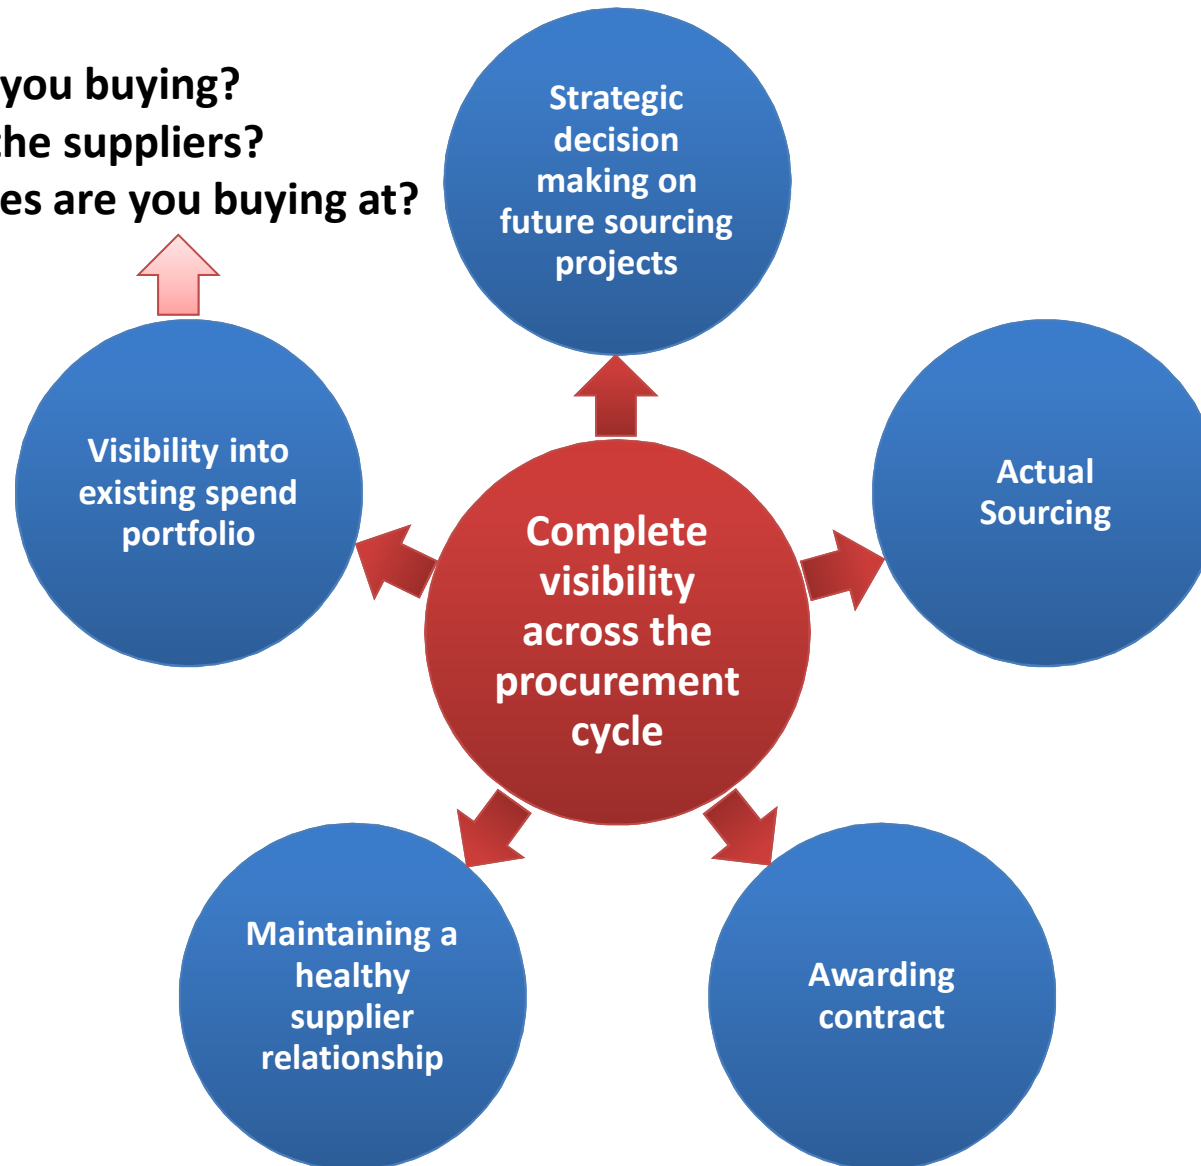 you buying?
the suppliers?
es are you buying at?
Strategic
decision
making on
future sourcing
projects
Visibility into
existing spend
portfolio
Actual
Sourcing
Complete
visibility
across the
procurement
cycle
Maintaining a
healthy
supplier
relationship
Awarding
contract